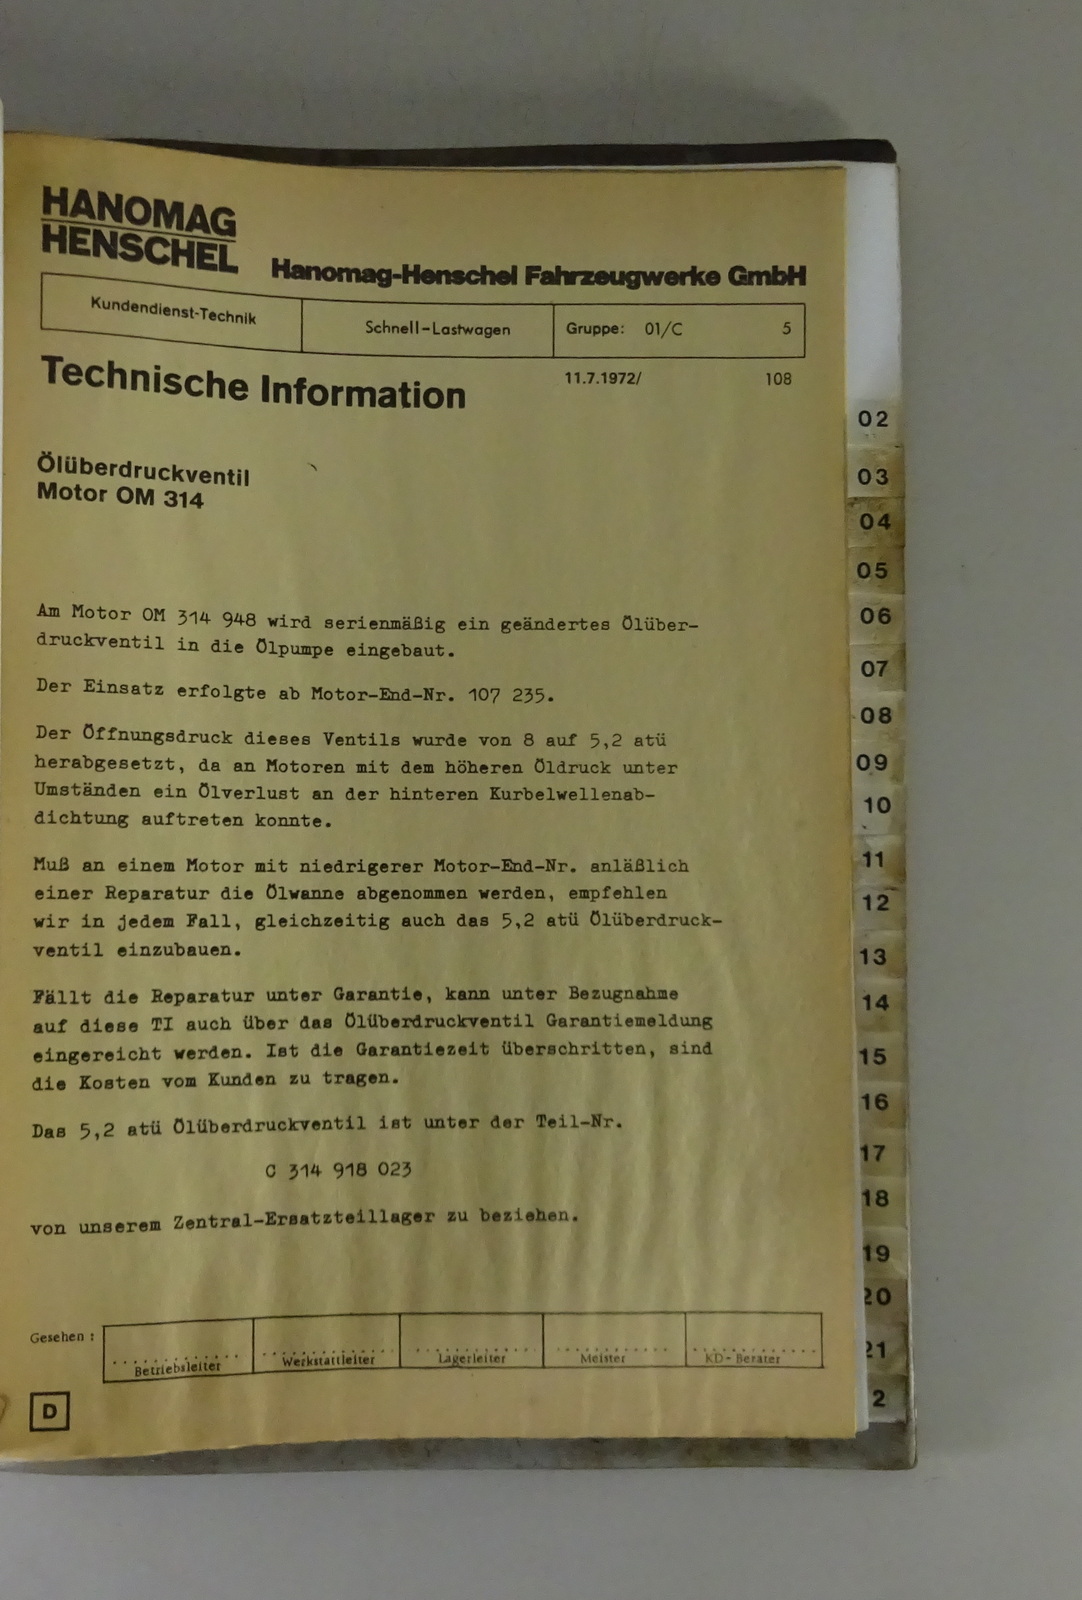 HANOMAG
HENSCHEL
Hanomag-Henschel Fahrzeugwerke GmbH
Kundendienst-Technik Schnell-Lastwagen Gruppe: 01/C 5
Technische Information 11.7.1972/ 108
Ölüberdruckventil
Motor OM 314
Am Motor OM 314 948 wird serienmäßig ein geändertes Ölüber-
druckventil in die Ölpumpe eingebaut.
Der Einsatz erfolgte ab Motor-End-Nr. 107 235.
Der Öffnungsdruck dieses Ventils wurde von 8 auf 5,2 atü
herabgesetzt, da an Motoren mit dem höheren Öldruck unter
Umständen ein Ölverlust an der hinteren Kurbelwellenab-
dichtung auftreten konnte.
Muß an einem Motor mit niedrigerer Motor-End-Nr. anläßlich
einer Reparatur die Ölwanne abgenommen werden, empfehlen
wir in jedem Fall, gleichzeitig auch das 5,2 atü Ölüberdruck-
ventil einzubauen.
Fällt die Reparatur unter Garantie, kann unter Bezugnahme
auf diese TI auch über das Ölüberdruckventil Garantiemeldung
eingereicht werden. Ist die Garantiezeit überschritten, sind
die Kosten vom Kunden zu tragen.
Das 5,2 atü Ölüberdruckventil ist unter der Teil-Nr.
C 314 918 023
von unserem Zentral-Ersatzteillager zu beziehen.
Gesehen :
Betriebsleiter Werkstattleiter Lagerleiter Meister KD-Berater
D
02
03
04
05
06
07
08
09
10
11
12
13
14
15
16
17
18
19
20
21
2